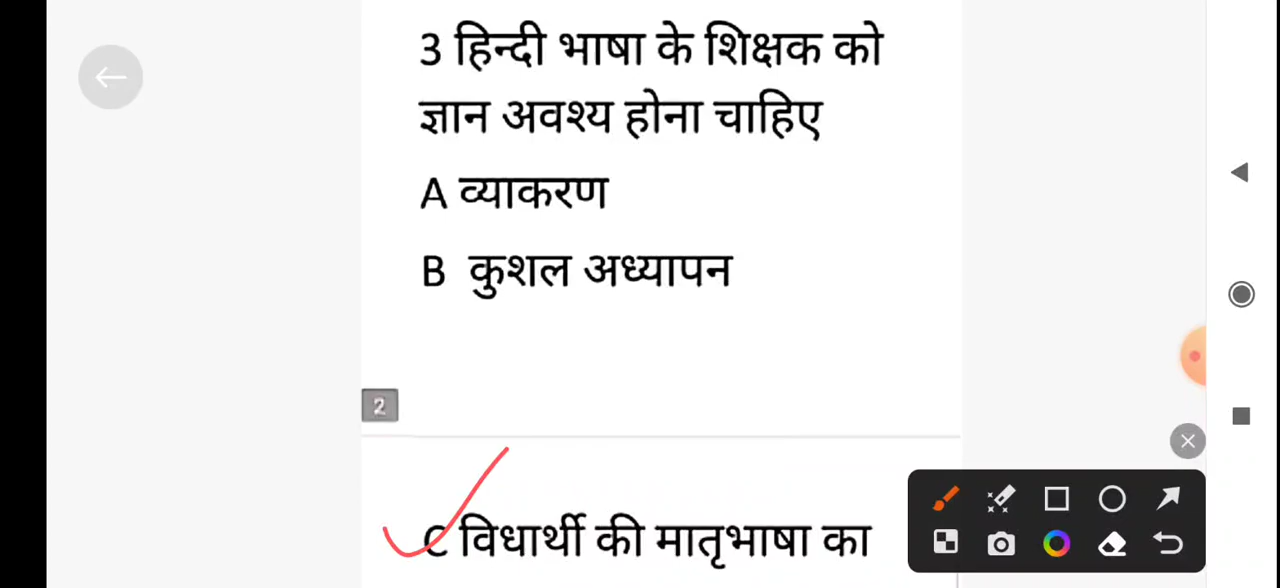 3 हिन्दी भाषा के शिक्षक को
ज्ञान अवश्य होना चाहिए
A व्याकरण
B कुशल अध्यापन
2
C विधार्थी की मातृभाषा का